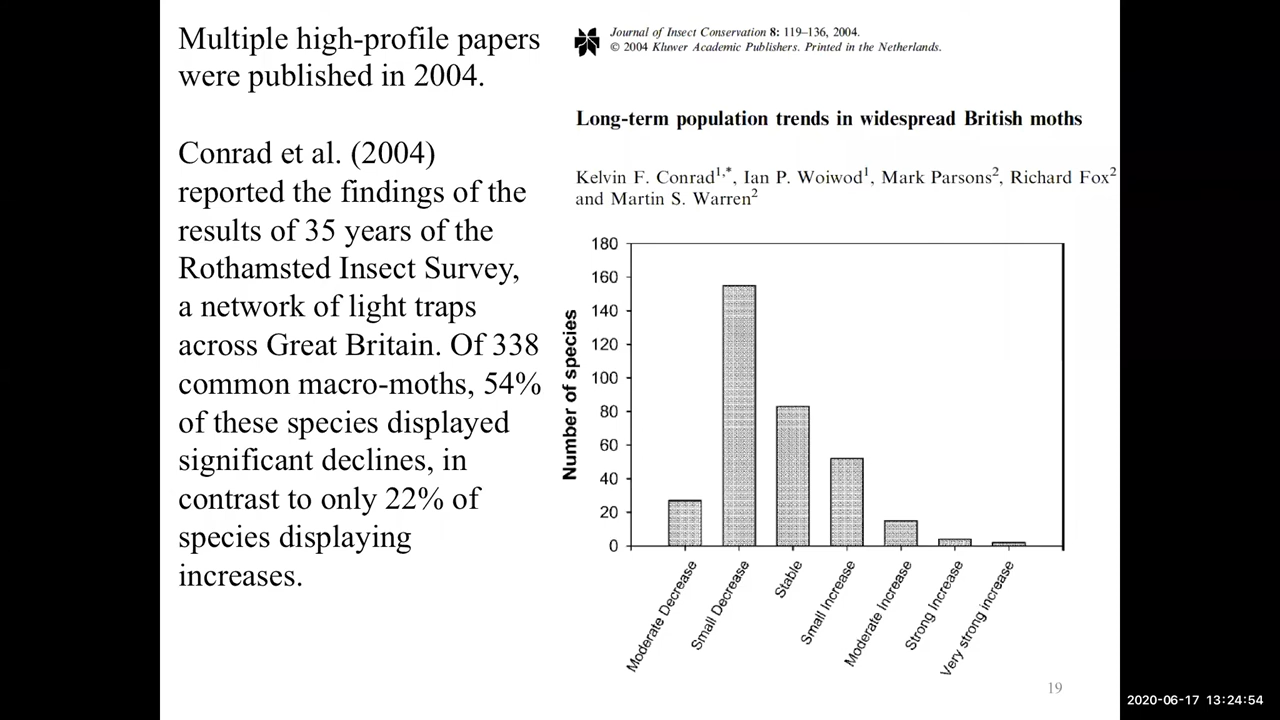 Multiple high-profile papers
were published in 2004.
Conrad et al. (2004)
reported the findings of the
results of 35 years of the
Rothamsted Insect Survey,
a network of light traps
across Great Britain. Of 338
common macro-moths, 54%
of these species displayed
significant declines, in
contrast to only 22% of
species displaying
increases.
Journal of Insect Conservation 8: 119–136, 2004.
© 2004 Kluwer Academic Publishers. Printed in the Netherlands.
Long-term population trends in widespread British moths
Kelvin F. Conrad1,*, Ian P. Woiwod1, Mark Parsons2, Richard Fox2
and Martin S. Warren2
Number of species
180
160
140
120
100
80
60
40
20
0
Moderate Decrease
Small Decrease
Stable
Small Increase
Moderate Increase
Strong Increase
Very strong increase
19
2020-06-17 13:24:54